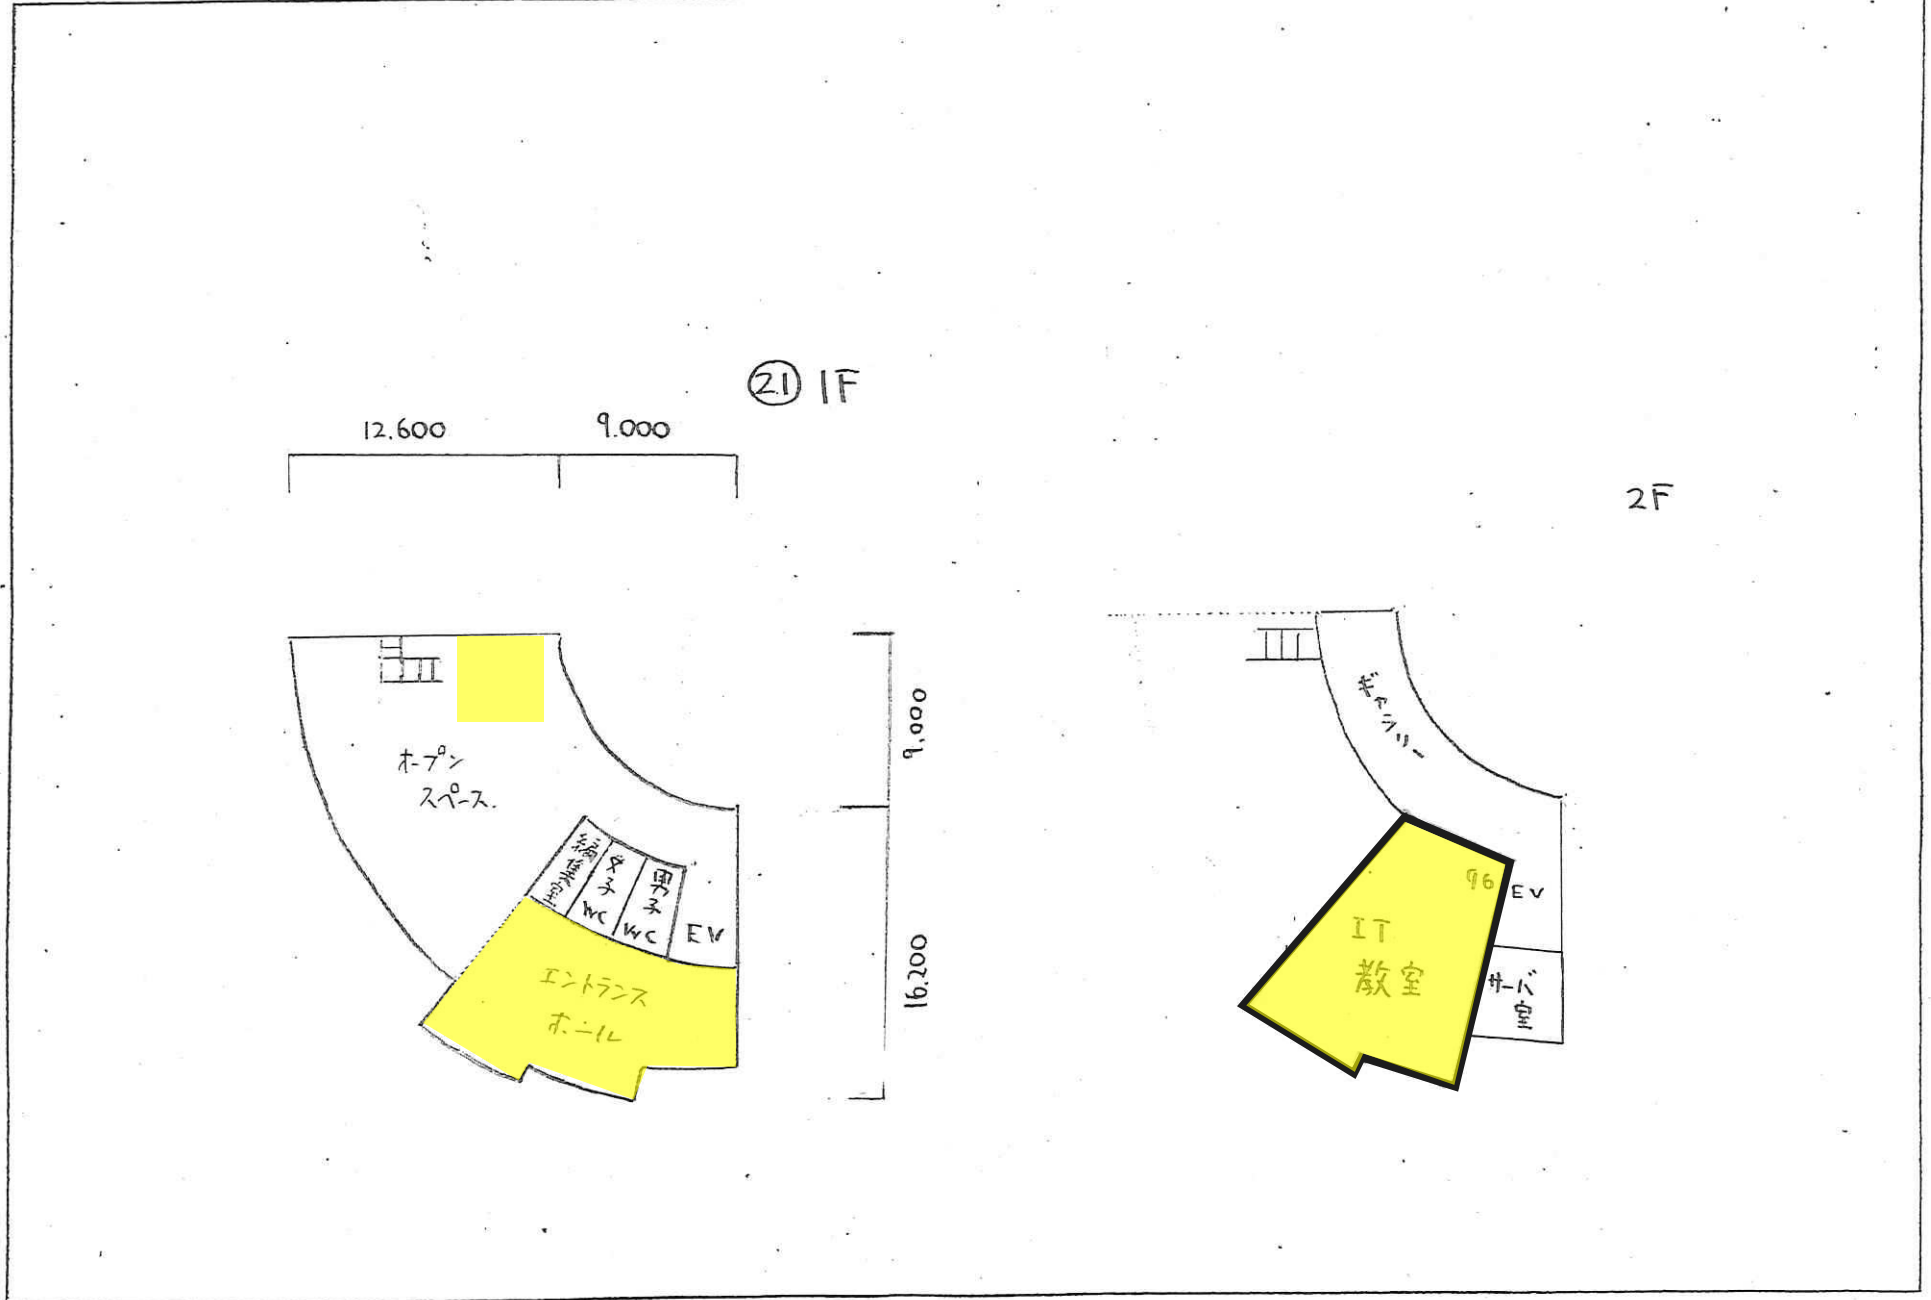 ㉑ 1F
12.600
9.000
2F
オープン
スペース.
9.000
16.200
編集室
女子
WC
男子
WC
EV
エントランス
ホール
ギャラリー
96
EV
IT
教室
サーバ
室